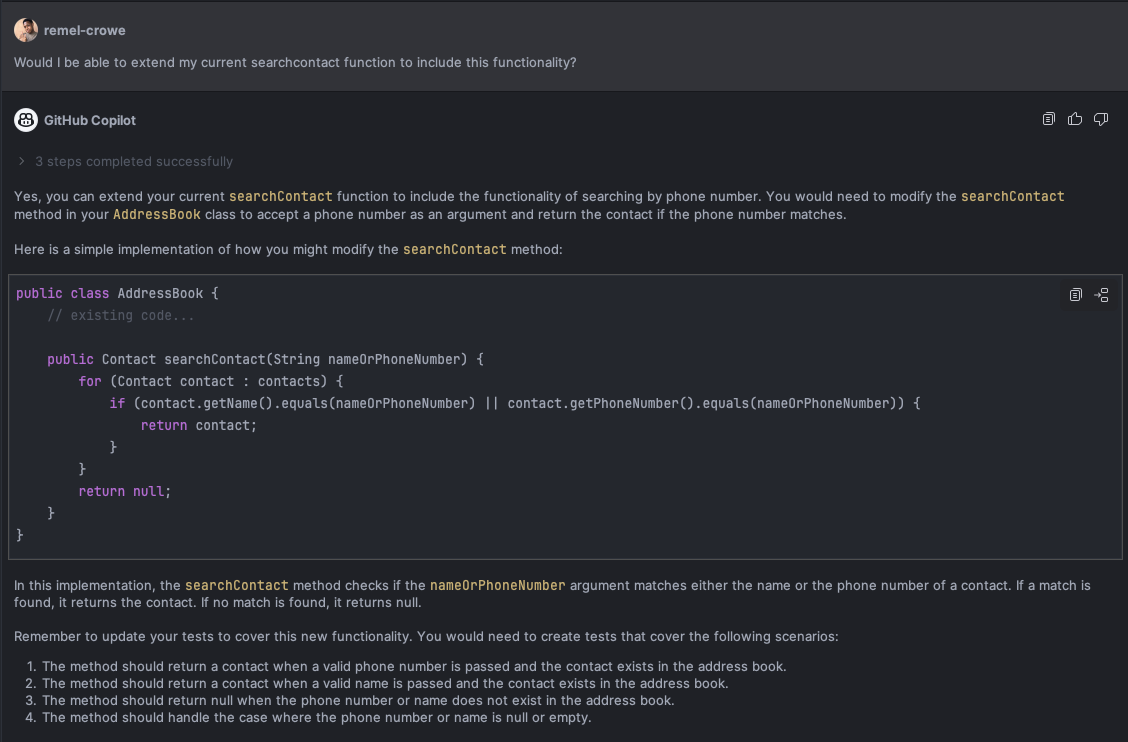 remel-crowe
Would I be able to extend my current searchcontact function to include this functionality?
GitHub Copilot
3 steps completed successfully
Yes, you can extend your current searchContact function to include the functionality of searching by phone number. You would need to modify the searchContact
method in your AddressBook class to accept a phone number as an argument and return the contact if the phone number matches.
Here is a simple implementation of how you might modify the searchContact method:
public class AddressBook {
    // existing code...
    public Contact searchContact(String nameOrPhoneNumber) {
        for (Contact contact : contacts) {
            if (contact.getName().equals(nameOrPhoneNumber) || contact.getPhoneNumber().equals(nameOrPhoneNumber)) {
                return contact;
            }
        }
        return null;
    }
}
In this implementation, the searchContact method checks if the nameOrPhoneNumber argument matches either the name or the phone number of a contact. If a match is
found, it returns the contact. If no match is found, it returns null.
Remember to update your tests to cover this new functionality. You would need to create tests that cover the following scenarios:
1. The method should return a contact when a valid phone number is passed and the contact exists in the address book.
2. The method should return a contact when a valid name is passed and the contact exists in the address book.
3. The method should return null when the phone number or name does not exist in the address book.
4. The method should handle the case where the phone number or name is null or empty.